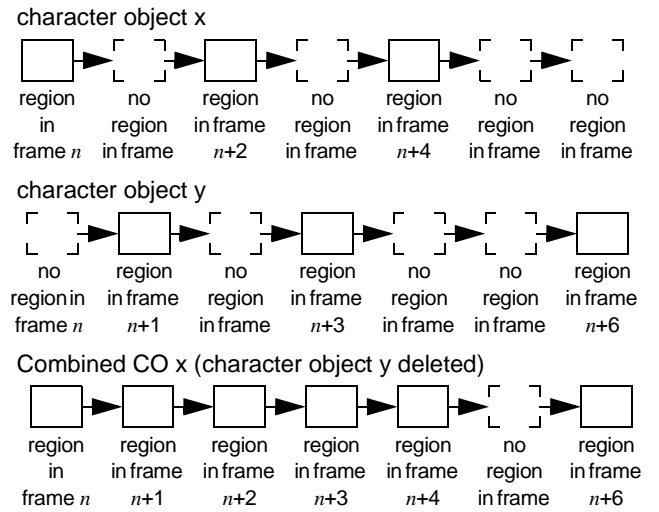 character object x
region no region no region no no
in region in frame region in frame region region
frame n in frame n+2 in frame n+4 in frame in frame
character object y
no region no region no no region
region in in frame region in frame region region in frame
frame n n+1 in frame n+3 in frame in frame n+6
Combined CO x (character object y deleted)
region region region region region no region
in in frame in frame in frame in frame region in frame
frame n n+1 n+2 n+3 n+4 in frame n+6